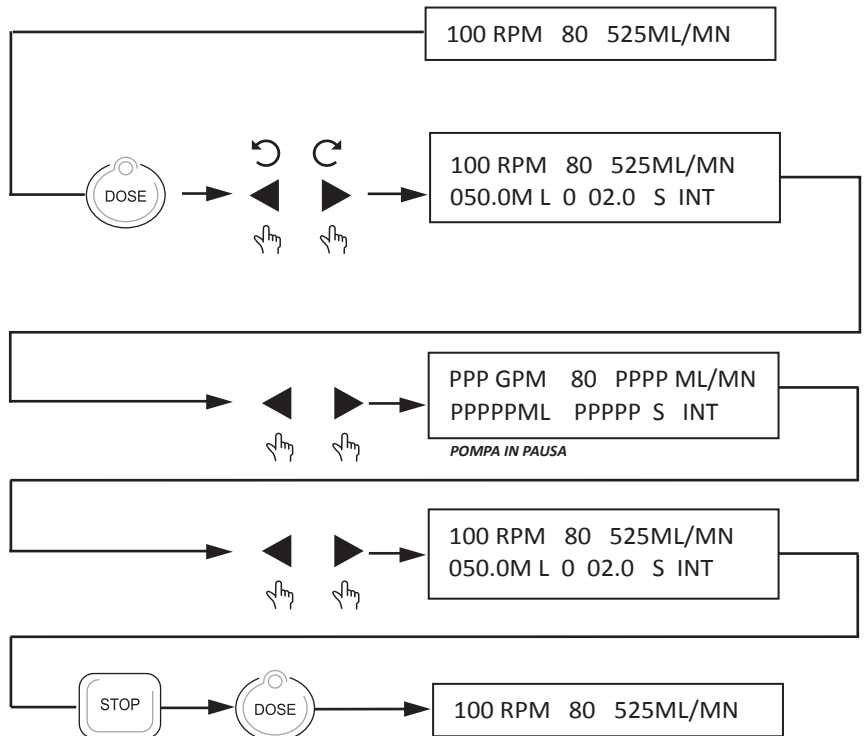 100 RPM 80 525ML/MN
DOSE
100 RPM 80 525ML/MN
050.0M L 0 02.0 S INT
PPP GPM 80 PPPP ML/MN
PPPPPML PPPPP S INT
POMPA IN PAUSA
100 RPM 80 525ML/MN
050.0M L 0 02.0 S INT
STOP
DOSE
100 RPM 80 525ML/MN